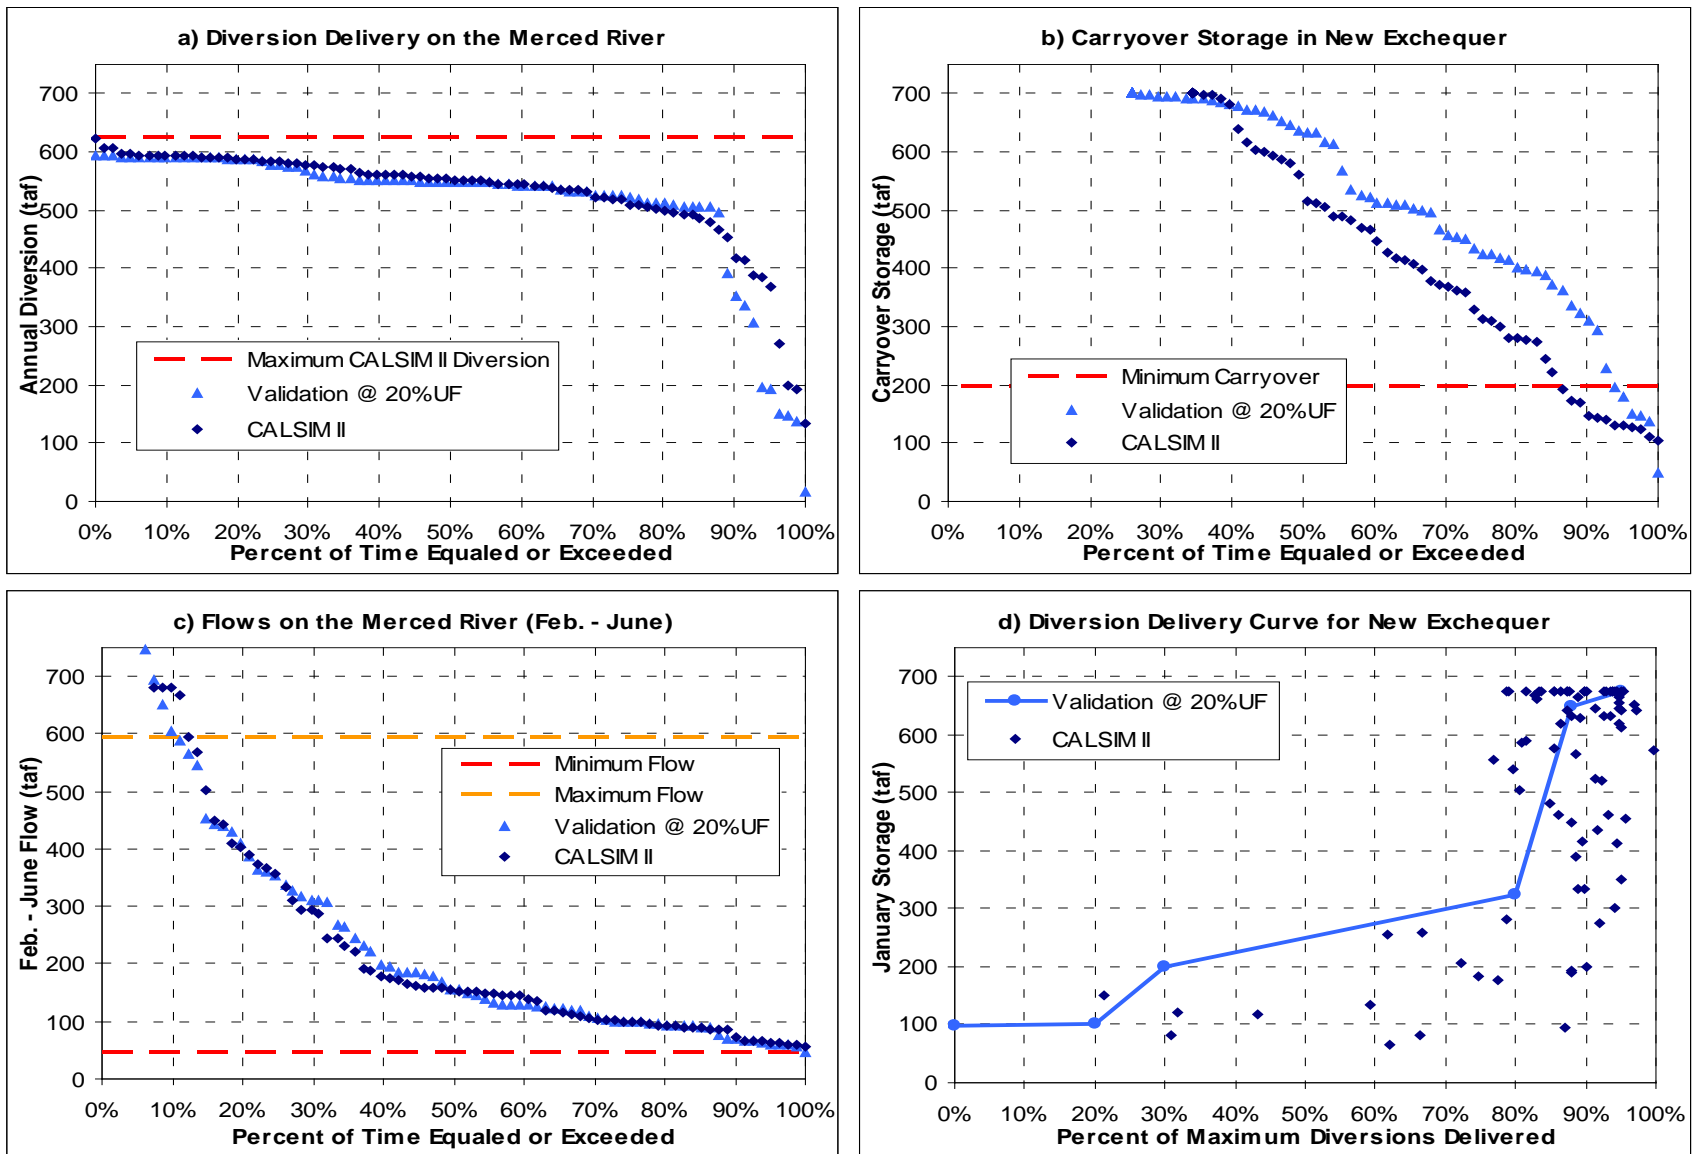 a) Diversion Delivery on the Merced River
Annual Diversion (taf)
700
600
500
400
300
200
100
0
Maximum CALSIM II Diversion
Validation @ 20%UF
CALSIM II
0% 10% 20% 30% 40% 50% 60% 70% 80% 90% 100%
Percent of Time Equaled or Exceeded
b) Carryover Storage in New Exchequer
Carryover Storage (taf)
700
600
500
400
300
200
100
0
Minimum Carryover
Validation @ 20%UF
CALSIM II
0% 10% 20% 30% 40% 50% 60% 70% 80% 90% 100%
Percent of Time Equaled or Exceeded
c) Flows on the Merced River (Feb. - June)
Feb. - June Flow (taf)
700
600
500
400
300
200
100
0
Minimum Flow
Maximum Flow
Validation @ 20%UF
CALSIM II
0% 10% 20% 30% 40% 50% 60% 70% 80% 90% 100%
Percent of Time Equaled or Exceeded
d) Diversion Delivery Curve for New Exchequer
January Storage (taf)
700
600
500
400
300
200
100
0
Validation @ 20%UF
CALSIM II
0% 10% 20% 30% 40% 50% 60% 70% 80% 90% 100%
Percent of Maximum Diversions Delivered